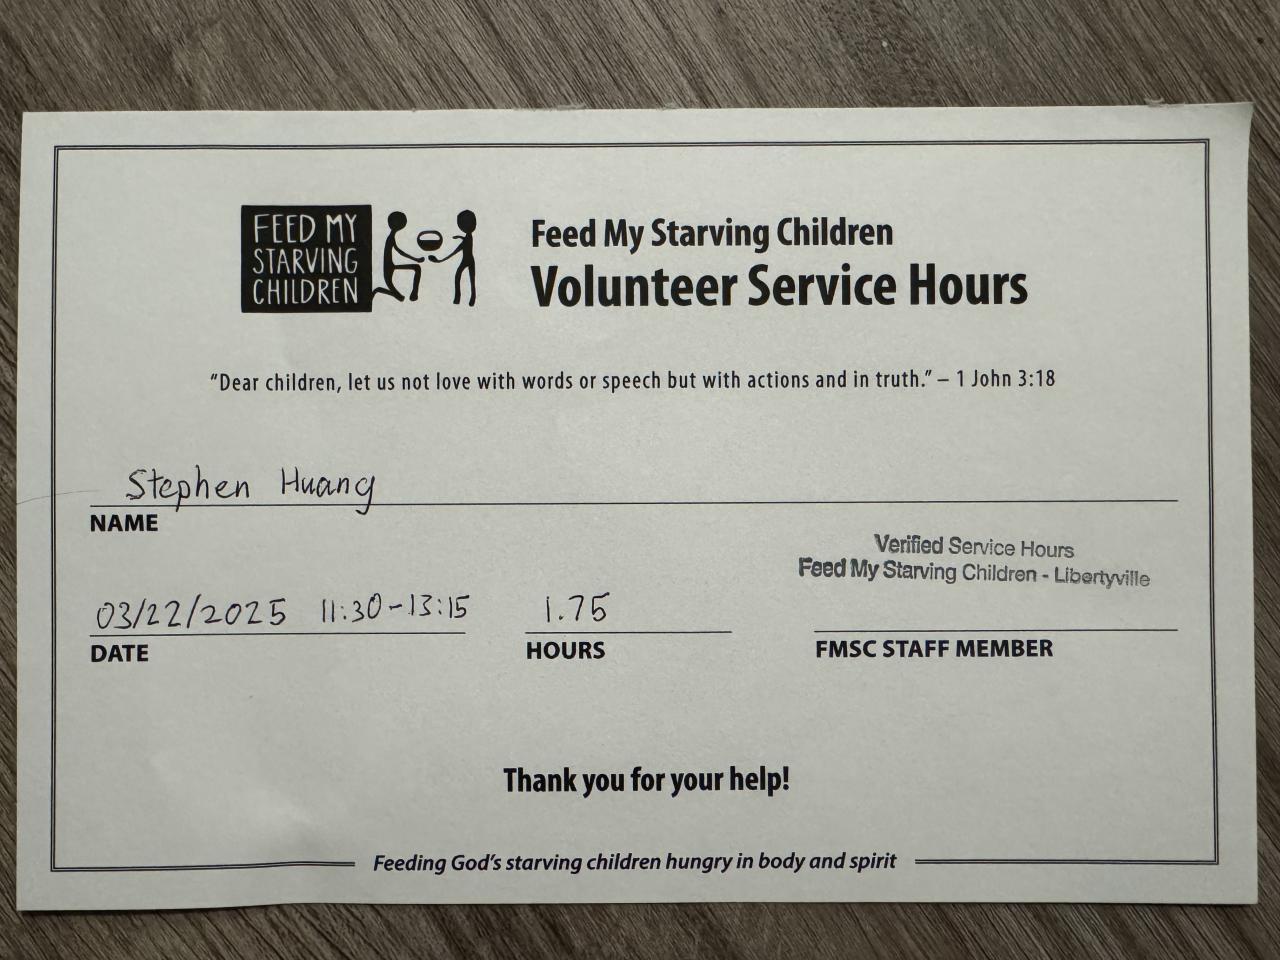 FEED MY
STARVING
CHILDREN
Feed My Starving Children
Volunteer Service Hours
“Dear children, let us not love with words or speech but with actions and in truth.” – 1 John 3:18
Stephen Huang
NAME
Verified Service Hours
Feed My Starving Children - Libertyville
03/22/2025 11:30-13:15 1.75
DATE HOURS FMSC STAFF MEMBER
Thank you for your help!
Feeding God's starving children hungry in body and spirit